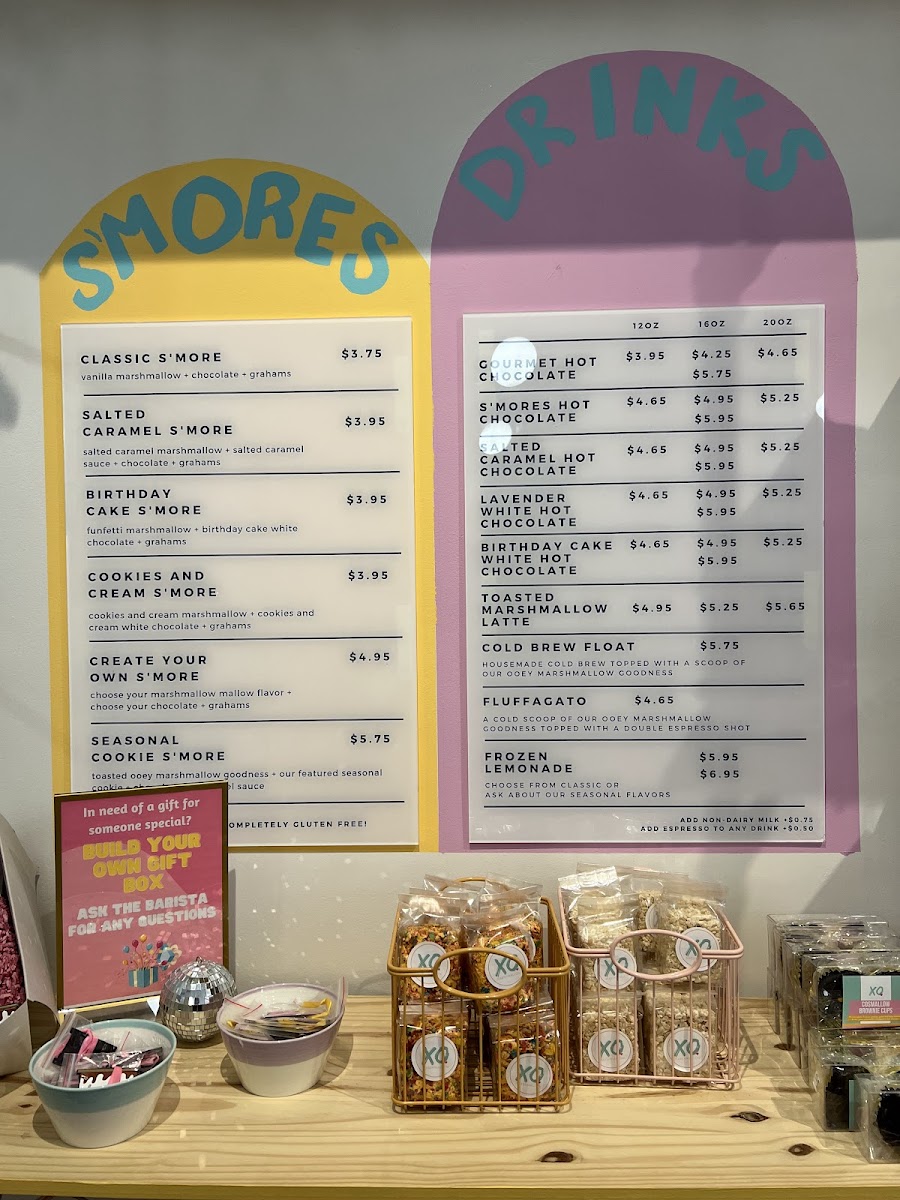 S'MORES
CLASSIC S'MORE $3.75
vanilla marshmallow + chocolate + grahams
SALTED
CARAMEL S'MORE $3.95
salted caramel marshmallow + salted caramel
sauce + chocolate + grahams
BIRTHDAY
CAKE S'MORE $3.95
funfetti marshmallow + birthday cake white
chocolate + grahams
COOKIES AND
CREAM S'MORE $3.95
cookies and cream marshmallow + cookies and
cream white chocolate + grahams
CREATE YOUR
OWN S'MORE $4.95
choose your marshmallow mallow flavor +
choose your chocolate + grahams
SEASONAL
COOKIE S'MORE $5.75
toasted ooey marshmallow goodness + our featured seasonal
cookie + sauce
COMPLETELY GLUTEN FREE!
DRINKS
12OZ 16OZ 20OZ
GOURMET HOT
CHOCOLATE $3.95 $4.25 $4.65
$5.75
S'MORES HOT
CHOCOLATE $4.65 $4.95 $5.25
$5.95
SALTED
CARAMEL HOT
CHOCOLATE $4.65 $4.95 $5.25
$5.95
LAVENDER
WHITE HOT
CHOCOLATE $4.65 $4.95 $5.25
$5.95
BIRTHDAY CAKE
WHITE HOT
CHOCOLATE $4.65 $4.95 $5.25
$5.95
TOASTED
MARSHMALLOW
LATTE $4.95 $5.25 $5.65
COLD BREW FLOAT $5.75
HOUSEMADE COLD BREW TOPPED WITH A SCOOP OF
OUR OOEY MARSHMALLOW GOODNESS
FLUFFAGATO $4.65
A COLD SCOOP OF OUR OOEY MARSHMALLOW
GOODNESS TOPPED WITH A DOUBLE ESPRESSO SHOT
FROZEN
LEMONADE $5.95
$6.95
CHOOSE FROM CLASSIC OR
ASK ABOUT OUR SEASONAL FLAVORS
ADD NON-DAIRY MILK +$0.75
ADD ESPRESSO TO ANY DRINK +$0.50
In need of a gift for
someone special?
BUILD YOUR
OWN GIFT
BOX
ASK THE BARISTA
FOR ANY QUESTIONS
XQ
XQ
XQ
XQ
XQ
XQ
XQ
XQ
XQ
COSMALLOW
BROWNIE CUPS